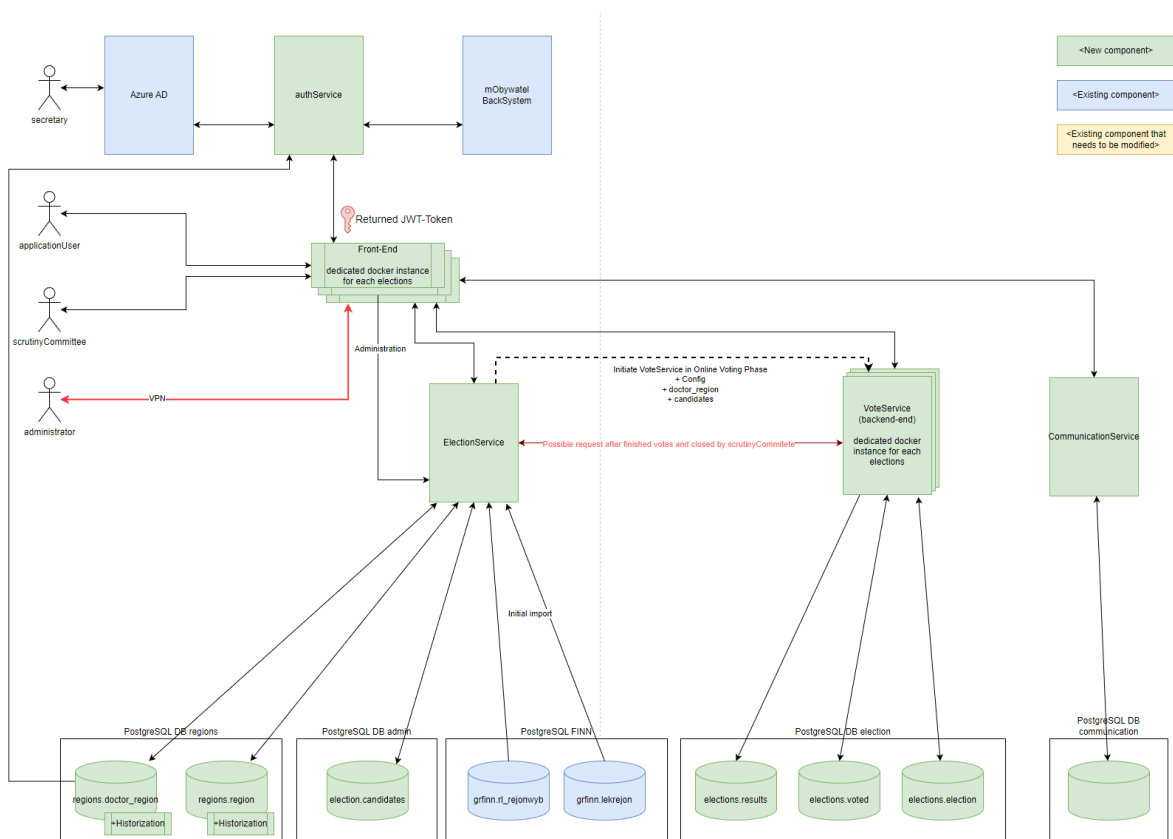 <New component>
Azure AD
authService
mObywatel
BackSystem
<Existing component>
secretary
<Existing component that
needs to be modified>
Returned JWT-Token
applicationUser
Front-End
dedicated docker instance
for each elections
scrutinyCommittee
Administration
Initiate VoteService in Online Voting Phase
+ Config
+ doctor_region
+ candidates
VPN
administrator
ElectionService
Possible request after finished votes and closed by scrutinyCommitete
VoteService
(backend-end)
dedicated docker
instance for each
elections
CommunicationService
Initial import
PostgreSQL DB regions
PostgreSQL DB admin
PostgreSQL FINN
PostgreSQL DB election
PostgreSQL DB
communication
regions.doctor_region
regions.region
election.candidates
grfinn.rl_rejonwyb
grfinn.lekrejon
elections.results
elections.voted
elections.election
+Historization
+Historization